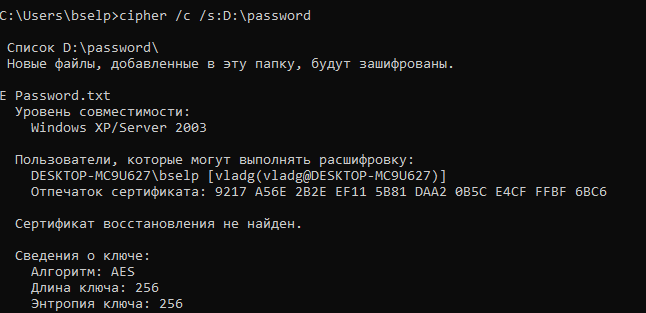 C:\Users\bselp>cipher /c /s:D:\password
Список D:\password\
Новые файлы, добавленные в эту папку, будут зашифрованы.
E Password.txt
Уровень совместимости:
Windows XP/Server 2003
Пользователи, которые могут выполнять расшифровку:
DESKTOP-MC9U627\bselp [vladg(vladg@DESKTOP-MC9U627)]
Отпечаток сертификата: 9217 A56E 2B2E EF11 5B81 DAA2 0B5C E4CF FFBF 6BC6
Сертификат восстановления не найден.
Сведения о ключе:
Алгоритм: AES
Длина ключа: 256
Энтропия ключа: 256